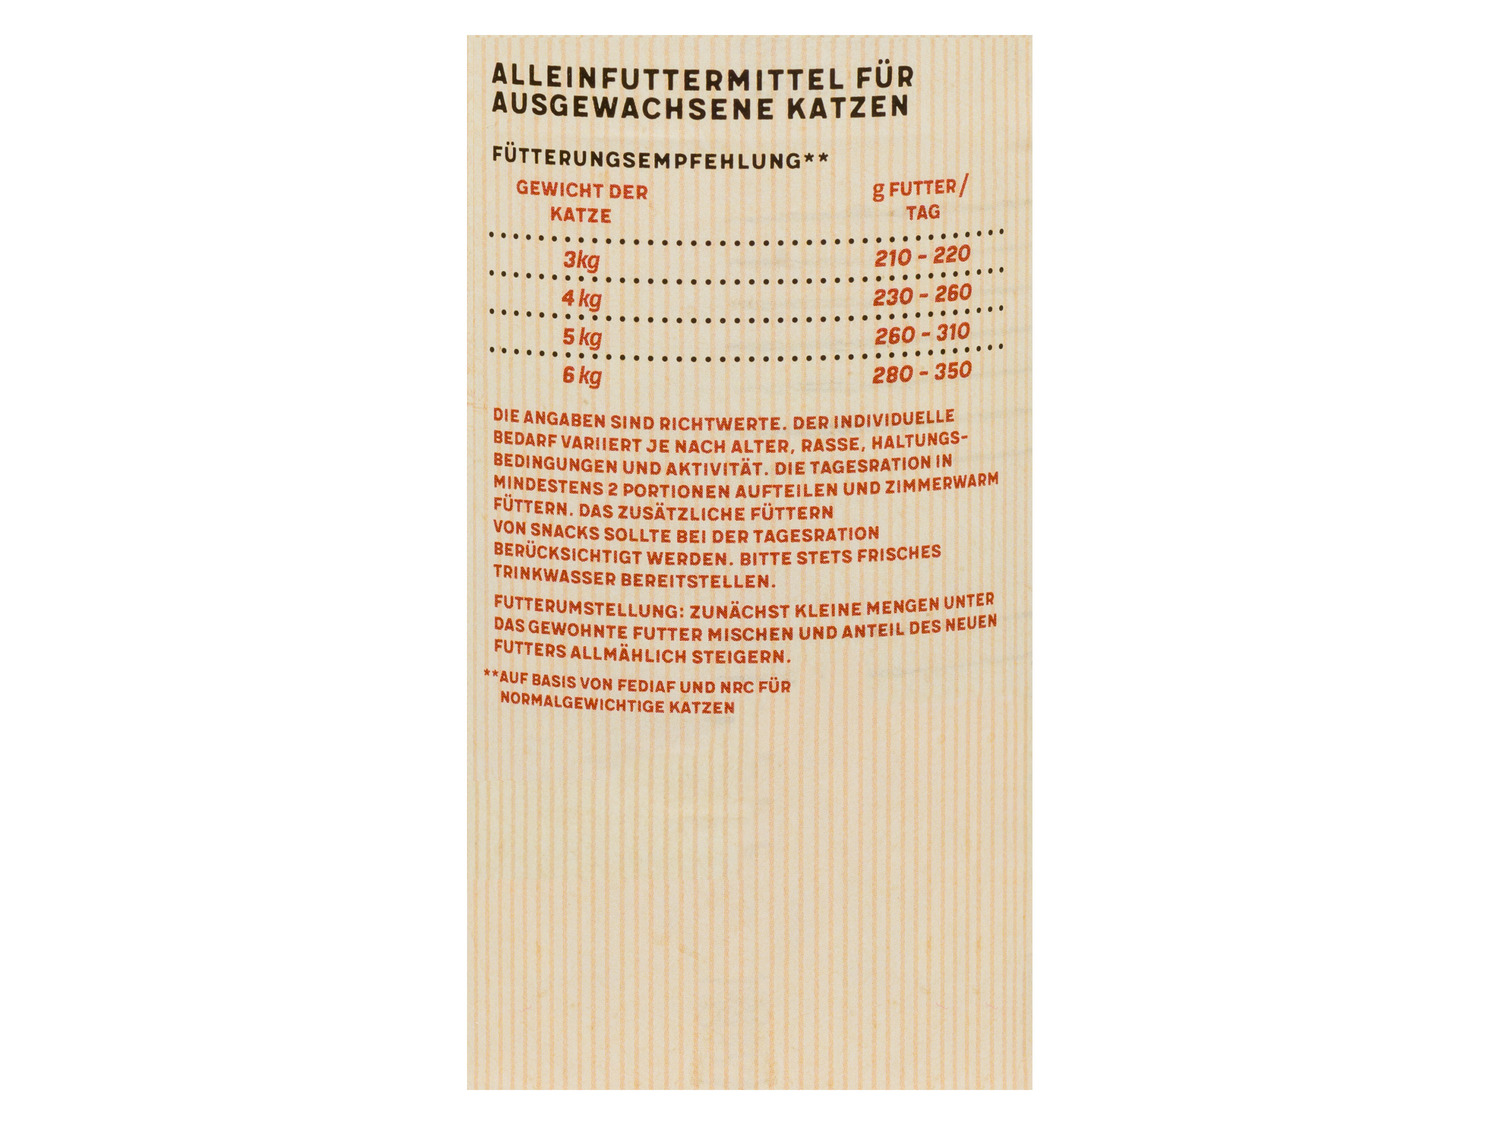 ALLEINFUTTERMITTEL FÜR
AUSGEWACHSENE KATZEN
FÜTTERUNGSEMPFEHLUNG**
GEWICHT DER KATZE g FUTTER/ TAG
3kg 210 - 220
4 kg 230 - 260
5 kg 260 - 310
6 kg 280 - 350
DIE ANGABEN SIND RICHTWERTE. DER INDIVIDUELLE
BEDARF VARIIERT JE NACH ALTER, RASSE, HALTUNGS-
BEDINGUNGEN UND AKTIVITÄT. DIE TAGESRATION IN
MINDESTENS 2 PORTIONEN AUFTEILEN UND ZIMMERWARM
FÜTTERN. DAS ZUSÄTZLICHE FÜTTERN
VON SNACKS SOLLTE BEI DER TAGESRATION
BERÜCKSICHTIGT WERDEN. BITTE STETS FRISCHES
TRINKWASSER BEREITSTELLEN.
FUTTERUMSTELLUNG: ZUNÄCHST KLEINE MENGEN UNTER
DAS GEWOHNTE FUTTER MISCHEN UND ANTEIL DES NEUEN
FUTTERS ALLMÄHLICH STEIGERN.
**AUF BASIS VON FEDIAF UND NRC FÜR
NORMALGEWICHTIGE KATZEN